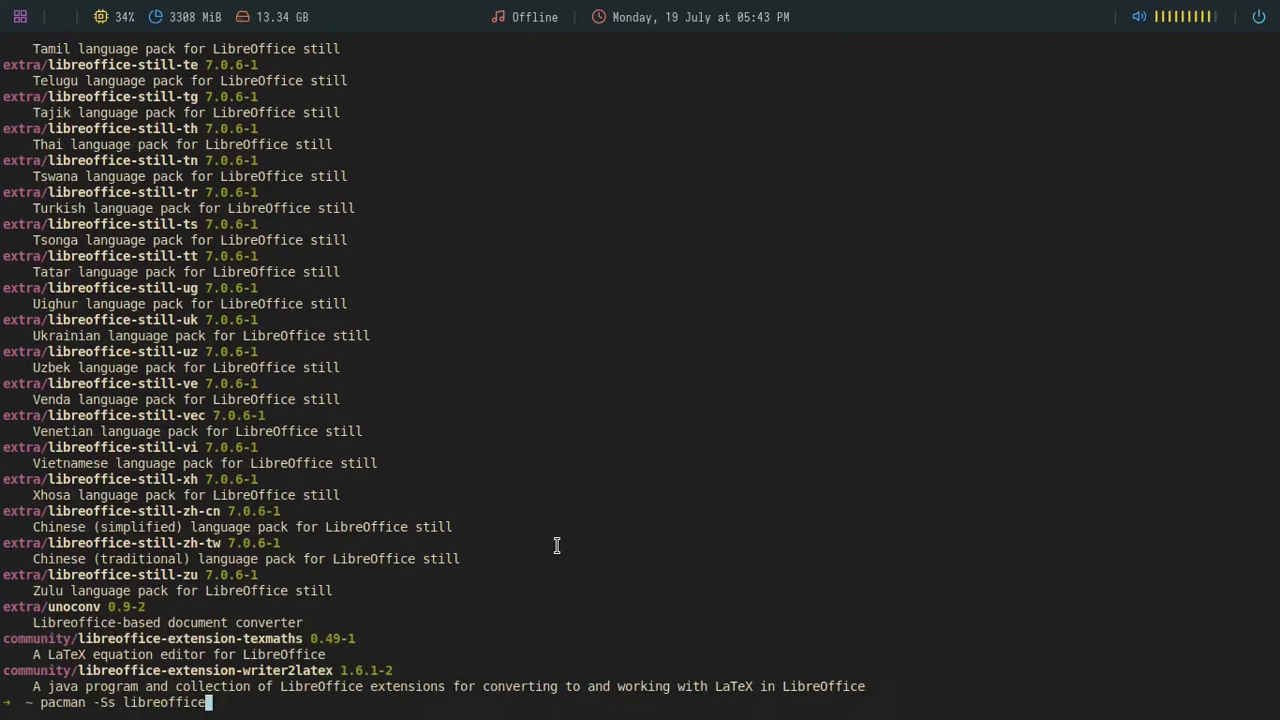 34% 3308 MiB 13.34 GB Offline Monday, 19 July at 05:43 PM
Tamil language pack for LibreOffice still
extra/libreoffice-still-te 7.0.6-1
Telugu language pack for LibreOffice still
extra/libreoffice-still-tg 7.0.6-1
Tajik language pack for LibreOffice still
extra/libreoffice-still-th 7.0.6-1
Thai language pack for LibreOffice still
extra/libreoffice-still-tn 7.0.6-1
Tswana language pack for LibreOffice still
extra/libreoffice-still-tr 7.0.6-1
Turkish language pack for LibreOffice still
extra/libreoffice-still-ts 7.0.6-1
Tsonga language pack for LibreOffice still
extra/libreoffice-still-tt 7.0.6-1
Tatar language pack for LibreOffice still
extra/libreoffice-still-ug 7.0.6-1
Uighur language pack for LibreOffice still
extra/libreoffice-still-uk 7.0.6-1
Ukrainian language pack for LibreOffice still
extra/libreoffice-still-uz 7.0.6-1
Uzbek language pack for LibreOffice still
extra/libreoffice-still-ve 7.0.6-1
Venda language pack for LibreOffice still
extra/libreoffice-still-vec 7.0.6-1
Venetian language pack for LibreOffice still
extra/libreoffice-still-vi 7.0.6-1
Vietnamese language pack for LibreOffice still
extra/libreoffice-still-xh 7.0.6-1
Xhosa language pack for LibreOffice still
extra/libreoffice-still-zh-cn 7.0.6-1
Chinese (simplified) language pack for LibreOffice still
extra/libreoffice-still-zh-tw 7.0.6-1
Chinese (traditional) language pack for LibreOffice still
extra/libreoffice-still-zu 7.0.6-1
Zulu language pack for LibreOffice still
extra/unoconv 0.9-2
Libreoffice-based document converter
community/libreoffice-extension-texmaths 0.49-1
A LaTeX equation editor for LibreOffice
community/libreoffice-extension-writer2latex 1.6.1-2
A java program and collection of LibreOffice extensions for converting to and working with LaTeX in LibreOffice
→ ~ pacman -Ss libreoffice